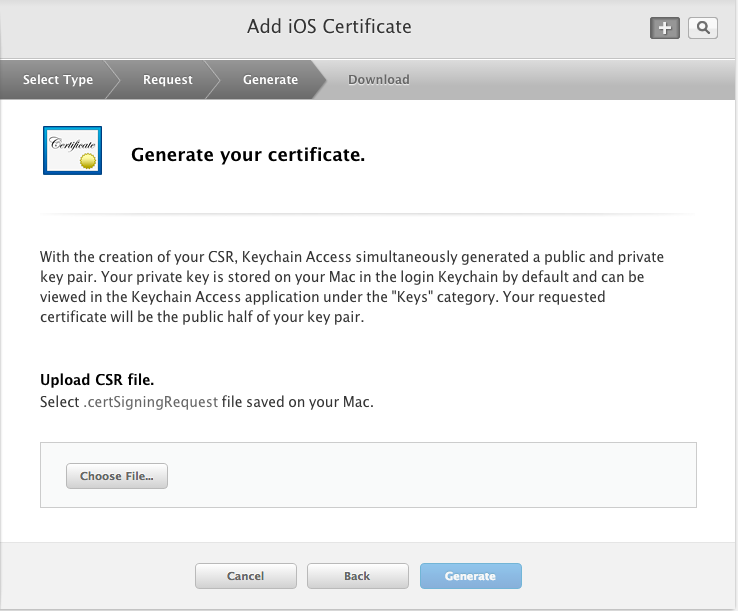 Add iOS Certificate
Select Type
Request
Generate
Download
Certificate
Generate your certificate.
With the creation of your CSR, Keychain Access simultaneously generated a public and private
key pair. Your private key is stored on your Mac in the login Keychain by default and can be
viewed in the Keychain Access application under the "Keys" category. Your requested
certificate will be the public half of your key pair.
Upload CSR file.
Select .certSigningRequest file saved on your Mac.
Choose File...
Cancel
Back
Generate